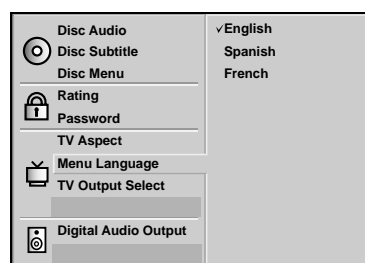 Disc Audio
Disc Subtitle
Disc Menu
Rating
Password
TV Aspect
Menu Language
TV Output Select
Digital Audio Output
✓English
Spanish
French